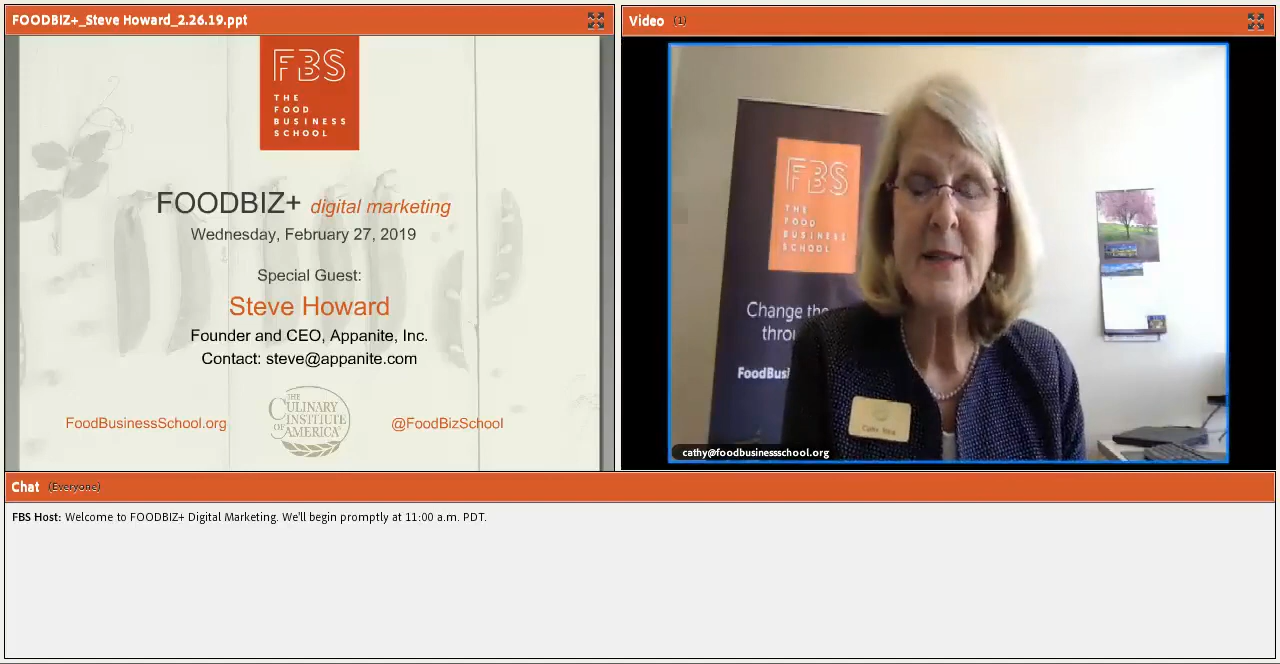 FOODBIZ+_Steve Howard_2.26.19.ppt
FBS
THE
FOOD
BUSINESS
SCHOOL
FOODBIZ+ digital marketing
Wednesday, February 27, 2019
Special Guest:
Steve Howard
Founder and CEO, Appanite, Inc.
Contact: steve@appanite.com
FoodBusinessSchool.org
THE
CULINARY
INSTITUTE
OF AMERICA
@FoodBizSchool
Video (1)
FBS
THE
FOOD
BUSINESS
SCHOOL
Change the
thro
FoodBusi
cathy@foodbusinessschool.org
Chat (Everyone)
FBS Host: Welcome to FOODBIZ+ Digital Marketing. We'll begin promptly at 11:00 a.m. PDT.